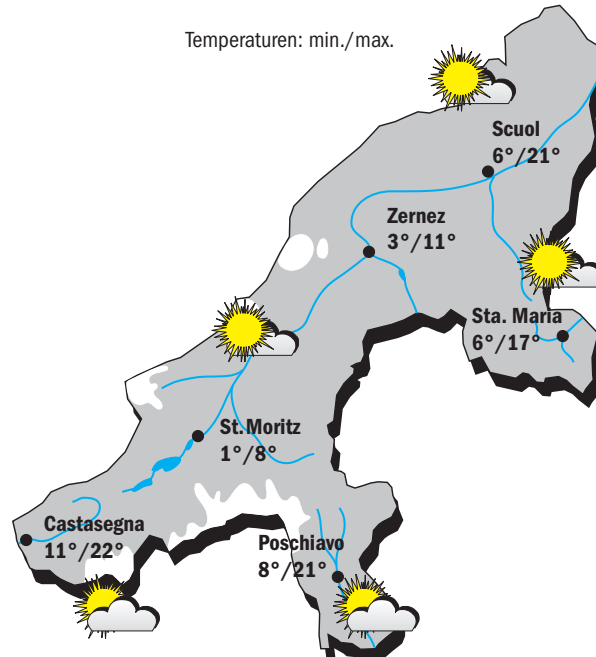 Temperaturen: min./max.
Scuol
6°/21°
Zernez
3°/11°
Sta. Maria
6°/17°
St. Moritz
1°/8°
Castasegna
11°/22°
Poschiavo
8°/21°